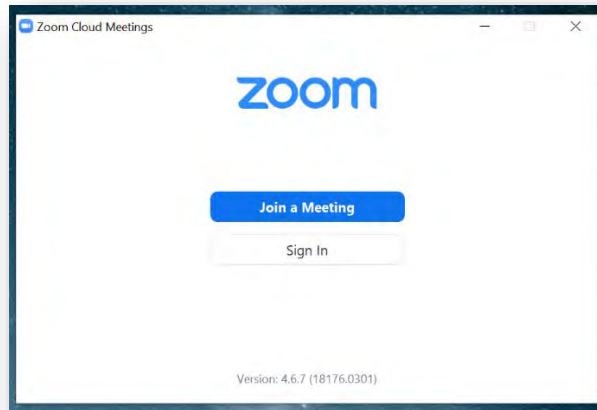 Zoom Cloud Meetings
zoom
Join a Meeting
Sign In
Version: 4.6.7 (18176.0301)